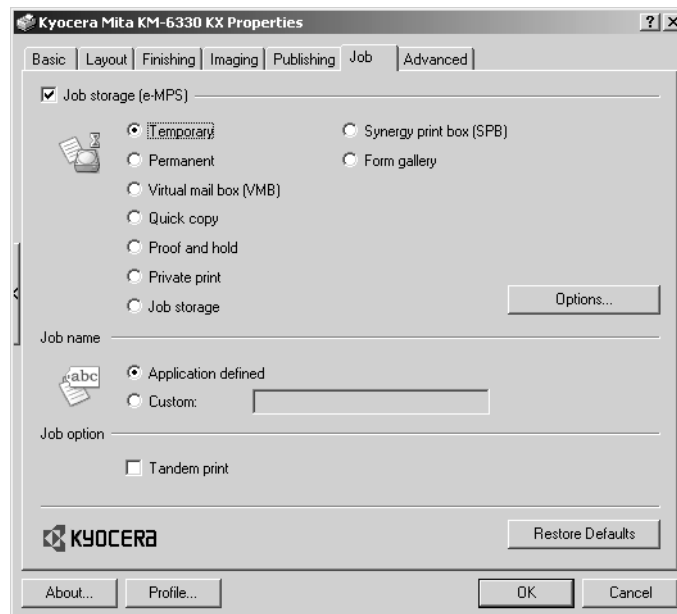 Kyocera Mita KM-6330 KX Properties
Basic Layout Finishing Imaging Publishing Job Advanced
Job storage (e-MPS)
Temporary Synergy print box (SPB)
Permanent Form gallery
Virtual mail box (VMB)
Quick copy
Proof and hold
Private print
Job storage
Options...
Job name
abc
Application defined
Custom:
Job option
Tandem print
KYOCERA
Restore Defaults
About... Profile... OK Cancel